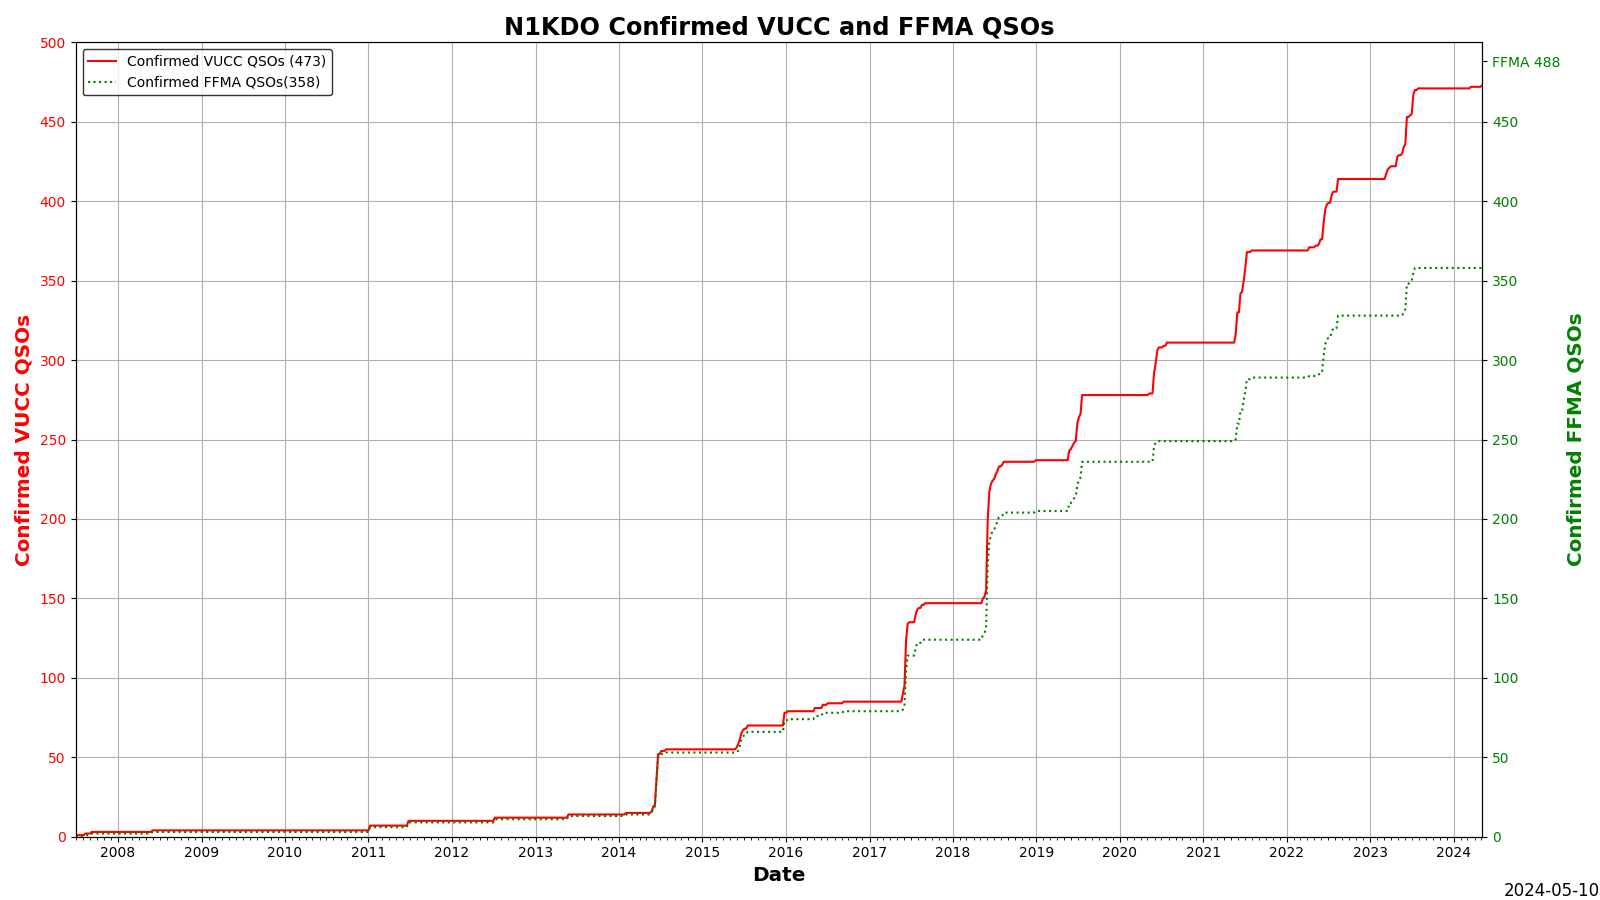 N1KDO Confirmed VUCC and FFMA QSOs
Confirmed VUCC QSOs (473)
Confirmed FFMA QSOs(358)
500
450
400
350
300
250
200
150
100
50
0
Confirmed VUCC QSOs
FFMA 488
450
400
350
300
250
200
150
100
50
0
Confirmed FFMA QSOs
2008 2009 2010 2011 2012 2013 2014 2015 2016 2017 2018 2019 2020 2021 2022 2023 2024
Date
2024-05-10